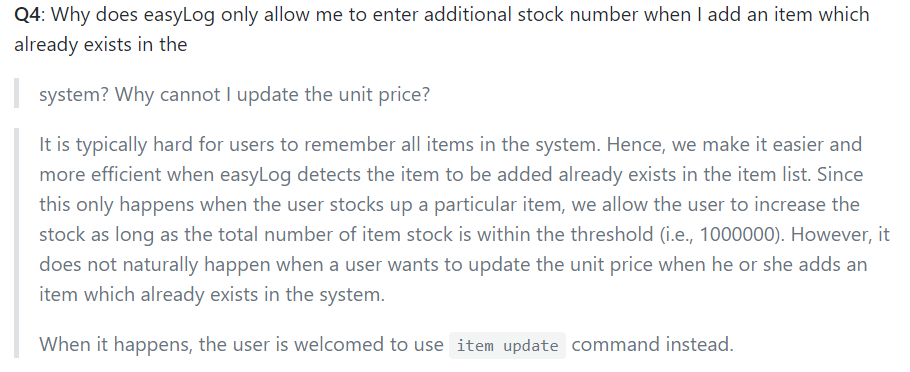 Q4: Why does easyLog only allow me to enter additional stock number when I add an item which
already exists in the
system? Why cannot I update the unit price?
It is typically hard for users to remember all items in the system. Hence, we make it easier and
more efficient when easyLog detects the item to be added already exists in the item list. Since
this only happens when the user stocks up a particular item, we allow the user to increase the
stock as long as the total number of item stock is within the threshold (i.e., 1000000). However, it
does not naturally happen when a user wants to update the unit price when he or she adds an
item which already exists in the system.
When it happens, the user is welcomed to use item update command instead.